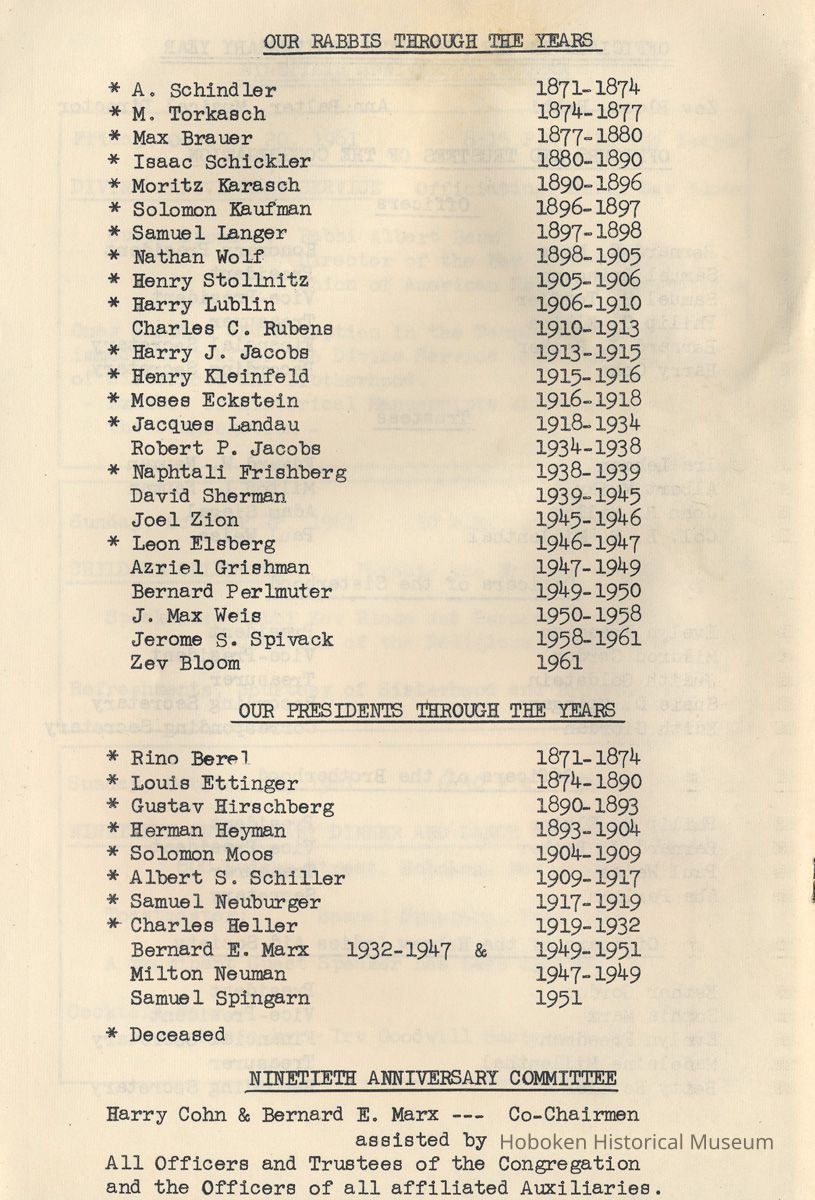 OUR RABBIS THROUGH THE YEARS
* A. Schindler 1871-1874
* M. Torkasch 1874-1877
* Max Brauer 1877-1880
* Isaac Schickler 1880-1890
* Moritz Karasch 1890-1896
* Solomon Kaufman 1896-1897
* Samuel Langer 1897-1898
* Nathan Wolf 1898-1905
* Henry Stollnitz 1905-1906
* Harry Lublin 1906-1910
Charles C. Rubens 1910-1913
* Harry J. Jacobs 1913-1915
* Henry Kleinfeld 1915-1916
* Moses Eckstein 1916-1918
* Jacques Landau 1918-1934
Robert P. Jacobs 1934-1938
* Naphtali Frishberg 1938-1939
David Sherman 1939-1945
Joel Zion 1945-1946
* Leon Elsberg 1946-1947
Azriel Grishman 1947-1949
Bernard Perlmuter 1949-1950
J. Max Weis 1950-1958
Jerome S. Spivack 1958-1961
Zev Bloom 1961
OUR PRESIDENTS THROUGH THE YEARS
* Rino Berel 1871-1874
* Louis Ettinger 1874-1890
* Gustav Hirschberg 1890-1893
* Herman Heyman 1893-1904
* Solomon Moos 1904-1909
* Albert S. Schiller 1909-1917
* Samuel Neuburger 1917-1919
* Charles Heller 1919-1932
Bernard E. Marx 1932-1947 & 1949-1951
Milton Neuman 1947-1949
Samuel Spingarn 1951
* Deceased
NINETIETH ANNIVERSARY COMMITTEE
Harry Cohn & Bernard E. Marx --- Co-Chairmen
assisted by Hoboken Historical Museum
All Officers and Trustees of the Congregation
and the Officers of all affiliated Auxiliaries.